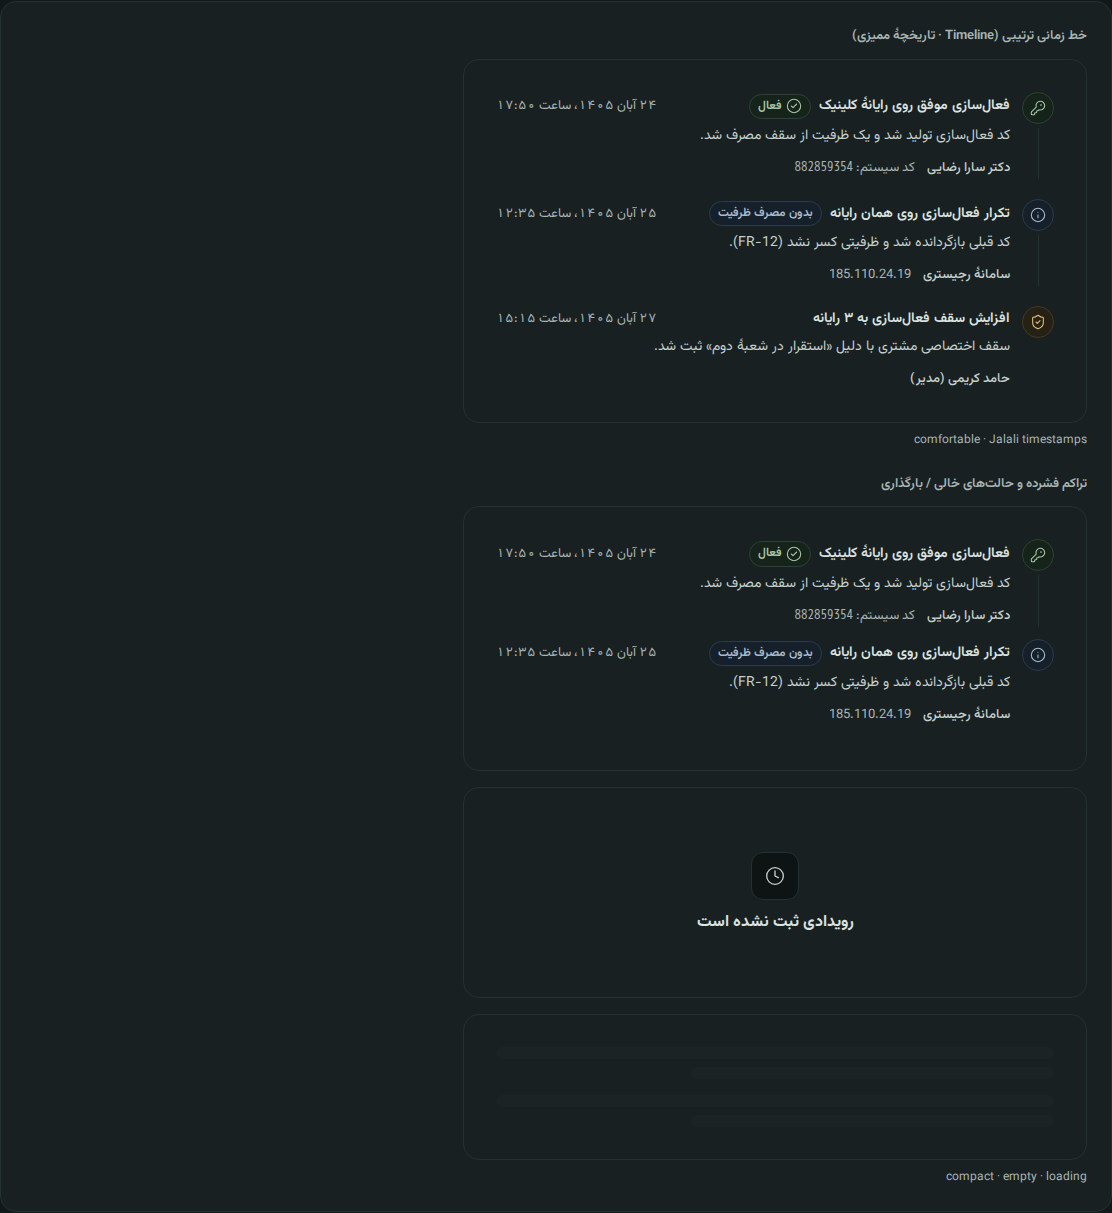 خط زمانی ترتیبی (Timeline · تاریخچهٔ ممیزی)
فعال‌سازی موفق روی رایانهٔ کلینیک فعال ۲۴ آبان ۱۴۰۵، ساعت ۱۷:۵۰
کد فعال‌سازی تولید شد و یک ظرفیت از سقف مصرف شد.
دکتر سارا رضایی کد سیستم: 882859354
تکرار فعال‌سازی روی همان رایانه بدون مصرف ظرفیت ۲۵ آبان ۱۴۰۵، ساعت ۱۲:۳۵
کد قبلی بازگردانده شد و ظرفیتی کسر نشد (FR-12).
سامانهٔ رجیستری 185.110.24.19
افزایش سقف فعال‌سازی به ۳ رایانه ۲۷ آبان ۱۴۰۵، ساعت ۱۵:۱۵
سقف اختصاصی مشتری با دلیل «استقرار در شعبهٔ دوم» ثبت شد.
حامد کریمی (مدیر)
comfortable · Jalali timestamps
تراکم فشرده و حالت‌های خالی / بارگذاری
فعال‌سازی موفق روی رایانهٔ کلینیک فعال ۲۴ آبان ۱۴۰۵، ساعت ۱۷:۵۰
کد فعال‌سازی تولید شد و یک ظرفیت از سقف مصرف شد.
دکتر سارا رضایی کد سیستم: 882859354
تکرار فعال‌سازی روی همان رایانه بدون مصرف ظرفیت ۲۵ آبان ۱۴۰۵، ساعت ۱۲:۳۵
کد قبلی بازگردانده شد و ظرفیتی کسر نشد (FR-12).
سامانهٔ رجیستری 185.110.24.19
رویدادی ثبت نشده است
compact · empty · loading